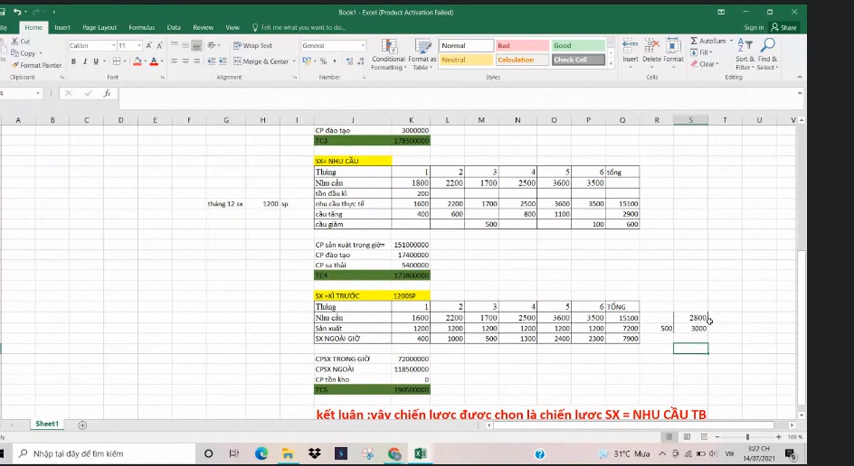 Book1 - Excel (Product Activation Failed)
Home Insert Page Layout Formulas Data Review View Tell me what you want to do... Sign in Share
Cut Calibri 11 Wrap Text General Normal Bad Good AutoSum
Copy Conditional Format as Insert Delete Format Fill Sort & Find &
Format Painter B I U Merge & Center Formatting Table Neutral Calculation Check Cell Clear Filter Select
Clipboard Font Alignment Number Styles Cells Editing
fx
A B C D E F G H I J K L M N O P Q R S T U V
CP đào tạo 3000000
TC3 178500000
SX= NHU CẦU
Tháng 1 2 3 4 5 6 tổng
Nhu cầu 1800 2200 1700 2500 3600 3500
tồn đầu kì 200
tháng 12 sx 1200 sp nhu cầu thực tế 1600 2200 1700 2500 3600 3500 15100
cầu tăng 400 600 800 1100 2900
cầu giảm 500 100 600
CP sản xuất trong giờ= 151000000
CP đào tạo 17400000
CP sa thải 5400000
TC4 173800000
SX =KÌ TRƯỚC 1200SP
Tháng 1 2 3 4 5 6 TỔNG
Nhu cầu 1600 2200 1700 2500 3600 3500 15100 2800
Sản xuất 1200 1200 1200 1200 1200 1200 7200 500 3000
SX NGOÀI GIỜ 400 1000 500 1300 2400 2300 7900
CPSX TRONG GIỜ 72000000
CPSX NGOÀI 118500000
CP tồn kho 0
TC5 190500000
kết luận :vậy chiến lược được chọn là chiến lược SX = NHU CẦU TB
Sheet1
100 %
Nhập tại đây để tìm kiếm 31°C Mưa VIE 3:22 CH
14/07/2021